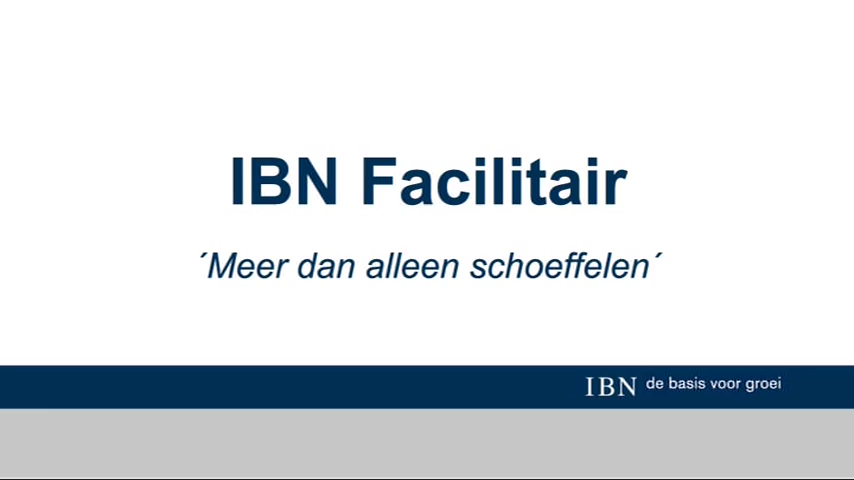 IBN Facilitair
´Meer dan alleen schoeffelen´
IBN de basis voor groei